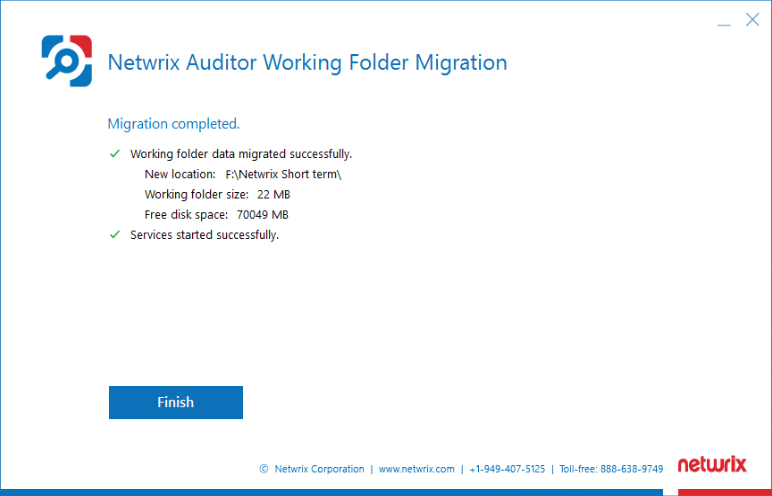 Netwrix Auditor Working Folder Migration
Migration completed.
Working folder data migrated successfully.
New location: F:\Netwrix Short term\
Working folder size: 22 MB
Free disk space: 70049 MB
Services started successfully.
Finish
© Netwrix Corporation | www.netwrix.com | +1-949-407-5125 | Toll-free: 888-638-9749
netwrix